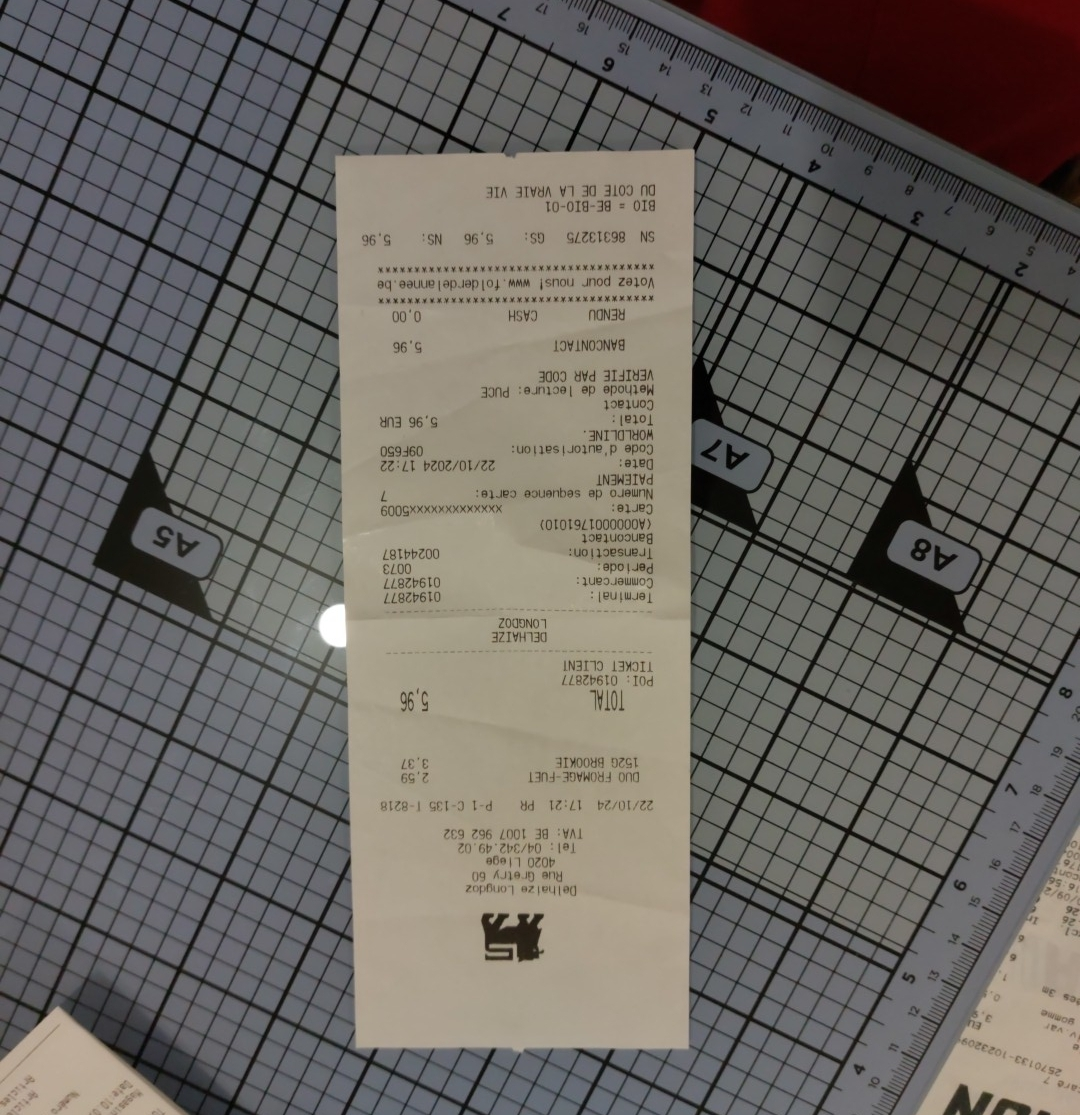 Delhaize Longdoz
Rue Gretry 60
4020 Liege
Tel: 04/342.49.02
TVA: BE 1007 962 632
22/10/24 17:21 PR P-1 C-135 T-8218
DUO FROMAGE-FUET 2,59
152G BROOKIE 3,37
TOTAL 5,96
POI: 01942877
TICKET CLIENT
DELHAIZE
LONGDOZ
Terminal: 01942877
Commercant: 01942877
Periode: 0073
Transaction: 00244187
Bancontact
(A0000001761010)
Carte: xxxxxxxxxxxxxxx5009
Numero de séquence carte: 7
PAIEMENT
Date: 22/10/2024 17:22
Code d'autorisation: 09F650
WORLDLINE.
Total: 5,96 EUR
Contact
Methode de lecture: PUCE
VERIFIE PAR CODE
BANCONTACT 5,96
RENDU CASH 0,00
xxxxxxxxxxxxxxxxxxxxxxxxxxxxxxxxxxxxxx
Votez pour nous! www.folderdelannee.be
xxxxxxxxxxxxxxxxxxxxxxxxxxxxxxxxxxxxxx
SN 86313275 GS: 5,96 NS: 5,96
BIO = BE-BIO-01
DU COTE DE LA VRAIE VIE
A5
A7
A8
2570133-1023209